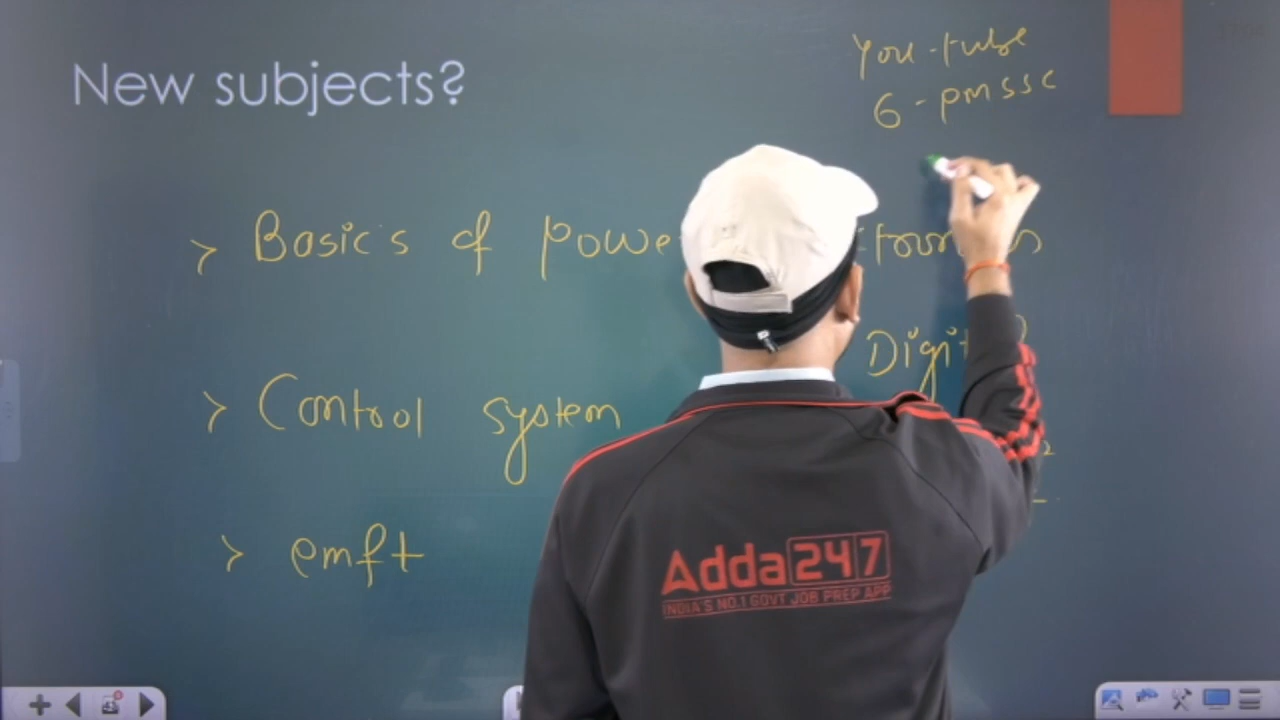 You-tube
6-pm SSC
New subjects?
> Basics of Powe
> Control system
Digit
> emft
Adda247
INDIA'S NO.1 GOVT JOB PREP APP